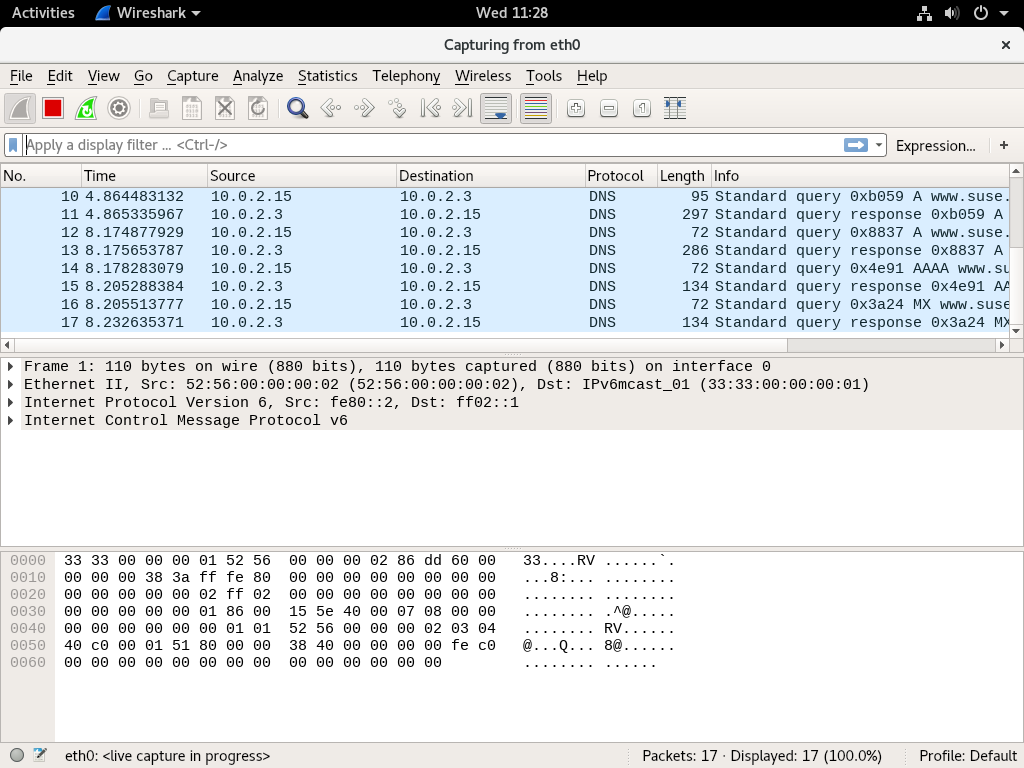 Activities Wireshark Wed 11:28
Capturing from eth0 ×
File Edit View Go Capture Analyze Statistics Telephony Wireless Tools Help
Apply a display filter ... <Ctrl-/> Expression... +
No. Time Source Destination Protocol Length Info
10 4.864483132 10.0.2.15 10.0.2.3 DNS 95 Standard query 0xb059 A www.suse.
11 4.865335967 10.0.2.3 10.0.2.15 DNS 297 Standard query response 0xb059 A
12 8.174877929 10.0.2.15 10.0.2.3 DNS 72 Standard query 0x8837 A www.suse.
13 8.175653787 10.0.2.3 10.0.2.15 DNS 286 Standard query response 0x8837 A
14 8.178283079 10.0.2.15 10.0.2.3 DNS 72 Standard query 0x4e91 AAAA www.su
15 8.205288384 10.0.2.3 10.0.2.15 DNS 134 Standard query response 0x4e91 AA
16 8.205513777 10.0.2.15 10.0.2.3 DNS 72 Standard query 0x3a24 MX www.suse
17 8.232635371 10.0.2.3 10.0.2.15 DNS 134 Standard query response 0x3a24 MX
Frame 1: 110 bytes on wire (880 bits), 110 bytes captured (880 bits) on interface 0
Ethernet II, Src: 52:56:00:00:00:02 (52:56:00:00:00:02), Dst: IPv6mcast_01 (33:33:00:00:00:01)
Internet Protocol Version 6, Src: fe80::2, Dst: ff02::1
Internet Control Message Protocol v6
0000 33 33 00 00 00 01 52 56 00 00 00 02 86 dd 60 00 33....RV ......`.
0010 00 00 00 38 3a ff fe 80 00 00 00 00 00 00 00 00 ...8:... ........
0020 00 00 00 00 00 02 ff 02 00 00 00 00 00 00 00 00 ........ ........
0030 00 00 00 00 00 01 86 00 15 5e 40 00 07 08 00 00 ........ .^@.....
0040 00 00 00 00 00 00 01 01 52 56 00 00 00 02 03 04 ........ RV......
0050 40 c0 00 01 51 80 00 00 38 40 00 00 00 00 fe c0 @...Q... 8@......
0060 00 00 00 00 00 00 00 00 00 00 00 00 00 00 ........ ......
eth0: <live capture in progress> Packets: 17 · Displayed: 17 (100.0%) Profile: Default